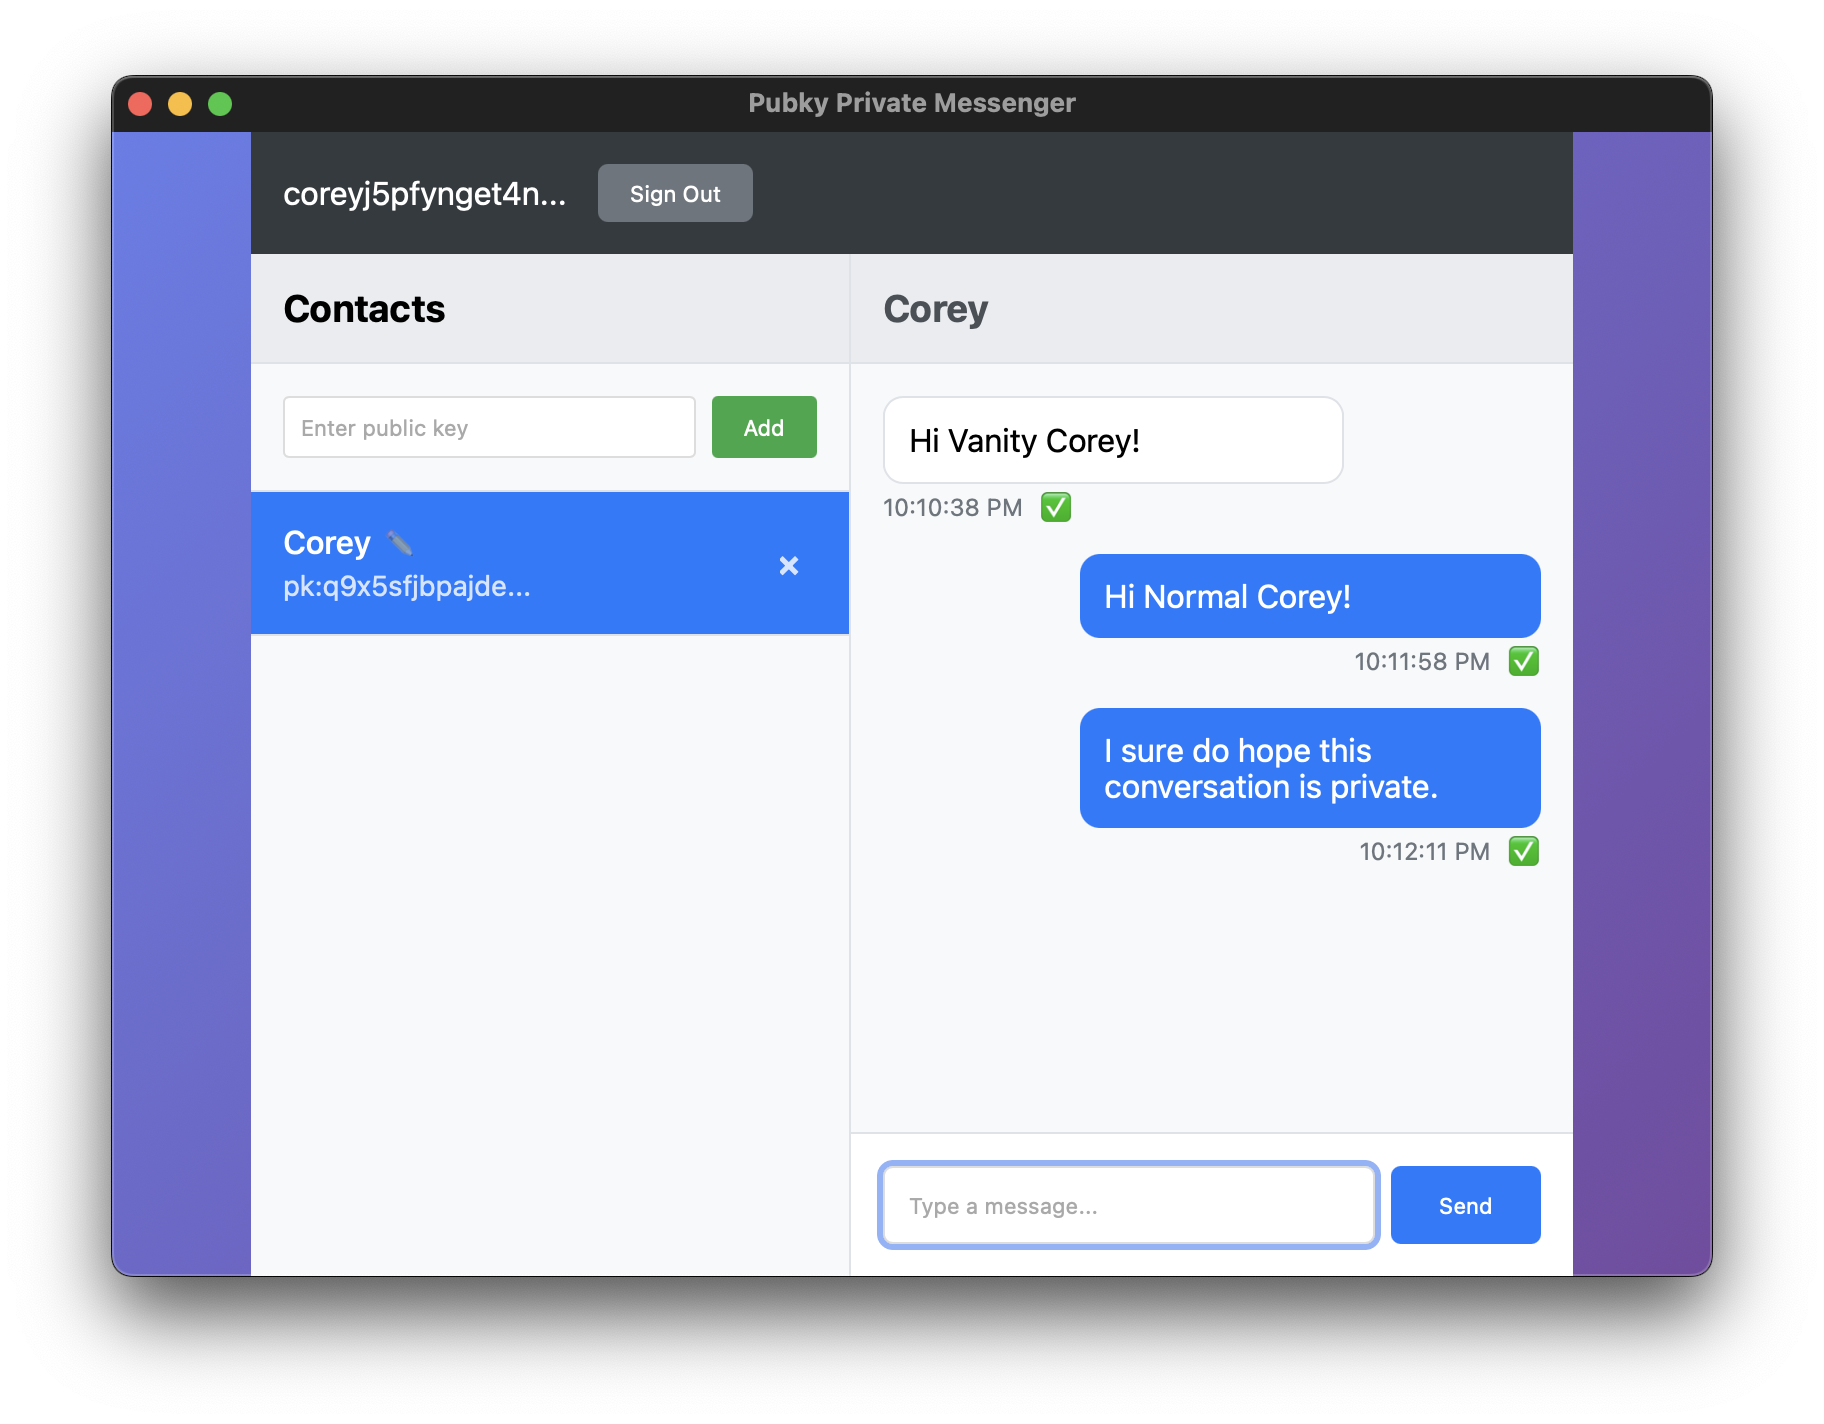 Pubky Private Messenger
coreyj5pfynget4n...
Sign Out
Contacts
Enter public key
Add
Corey
pk:q9x5sfjbpajde...
Corey
Hi Vanity Corey!
10:10:38 PM ✅
Hi Normal Corey!
10:11:58 PM ✅
I sure do hope this
conversation is private.
10:12:11 PM ✅
Type a message...
Send